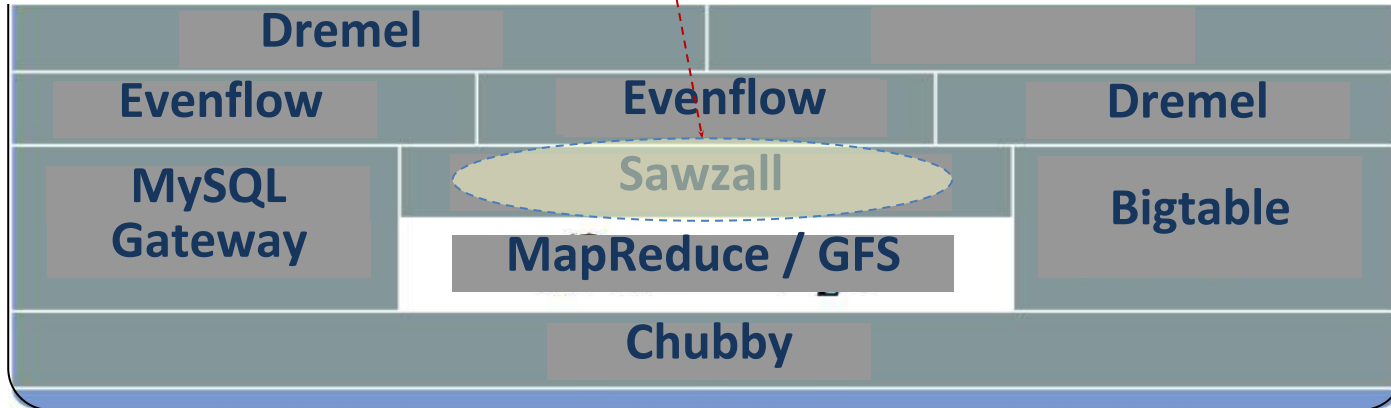 Dremel
Evenflow
Evenflow
Dremel
MySQL
Gateway
Sawzall
Bigtable
MapReduce / GFS
Chubby